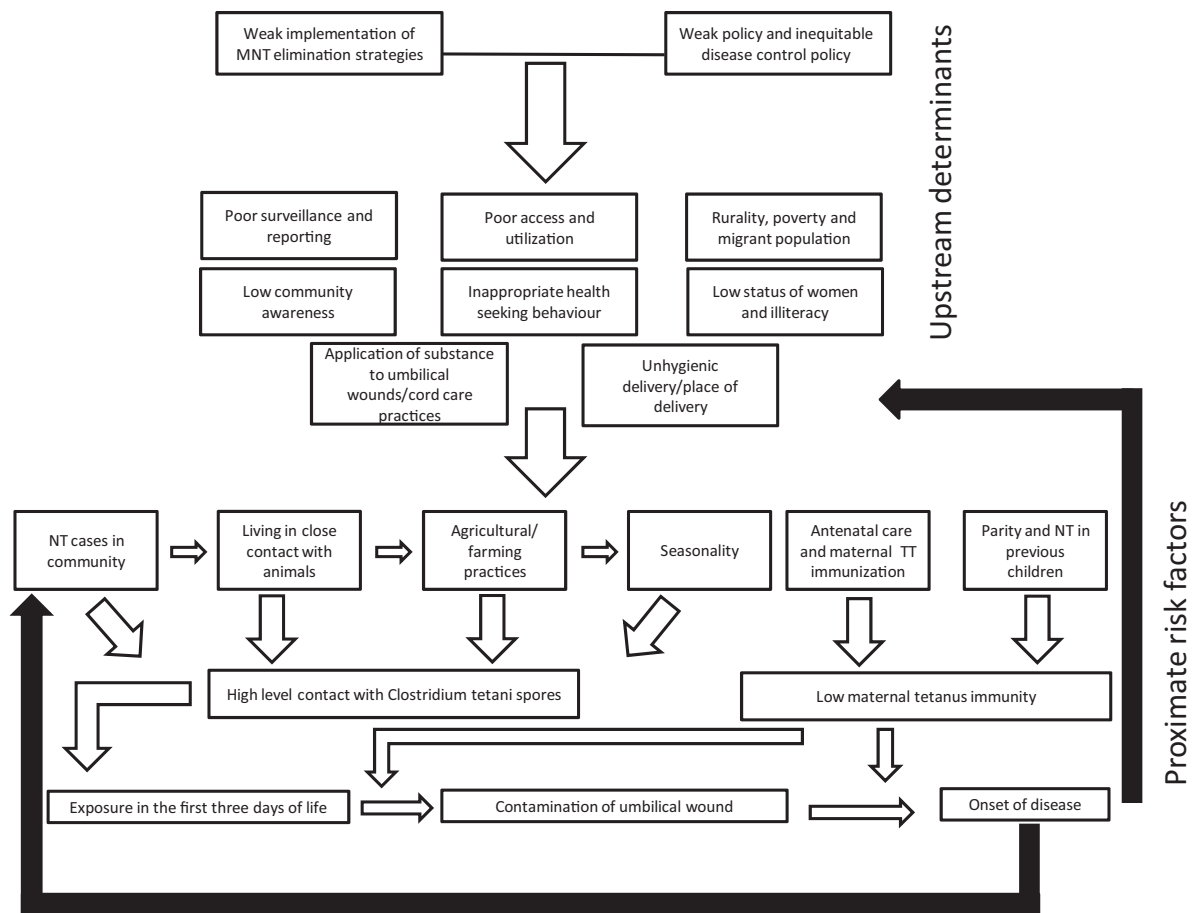 Weak implementation of
MNT elimination strategies
Weak policy and inequitable
disease control policy
Upstream determinants
Poor surveillance and
reporting
Poor access and
utilization
Rurality, poverty and
migrant population
Low community
awareness
Inappropriate health
seeking behaviour
Low status of women
and illiteracy
Application of substance
to umbilical
wounds/cord care
practices
Unhygienic
delivery/place of
delivery
NT cases in
community
Living in close
contact with
animals
Agricultural/
farming
practices
Seasonality
Antenatal care
and maternal TT
immunization
Parity and NT in
previous
children
Proximate risk factors
High level contact with Clostridium tetani spores
Low maternal tetanus immunity
Exposure in the first three days of life
Contamination of umbilical wound
Onset of disease